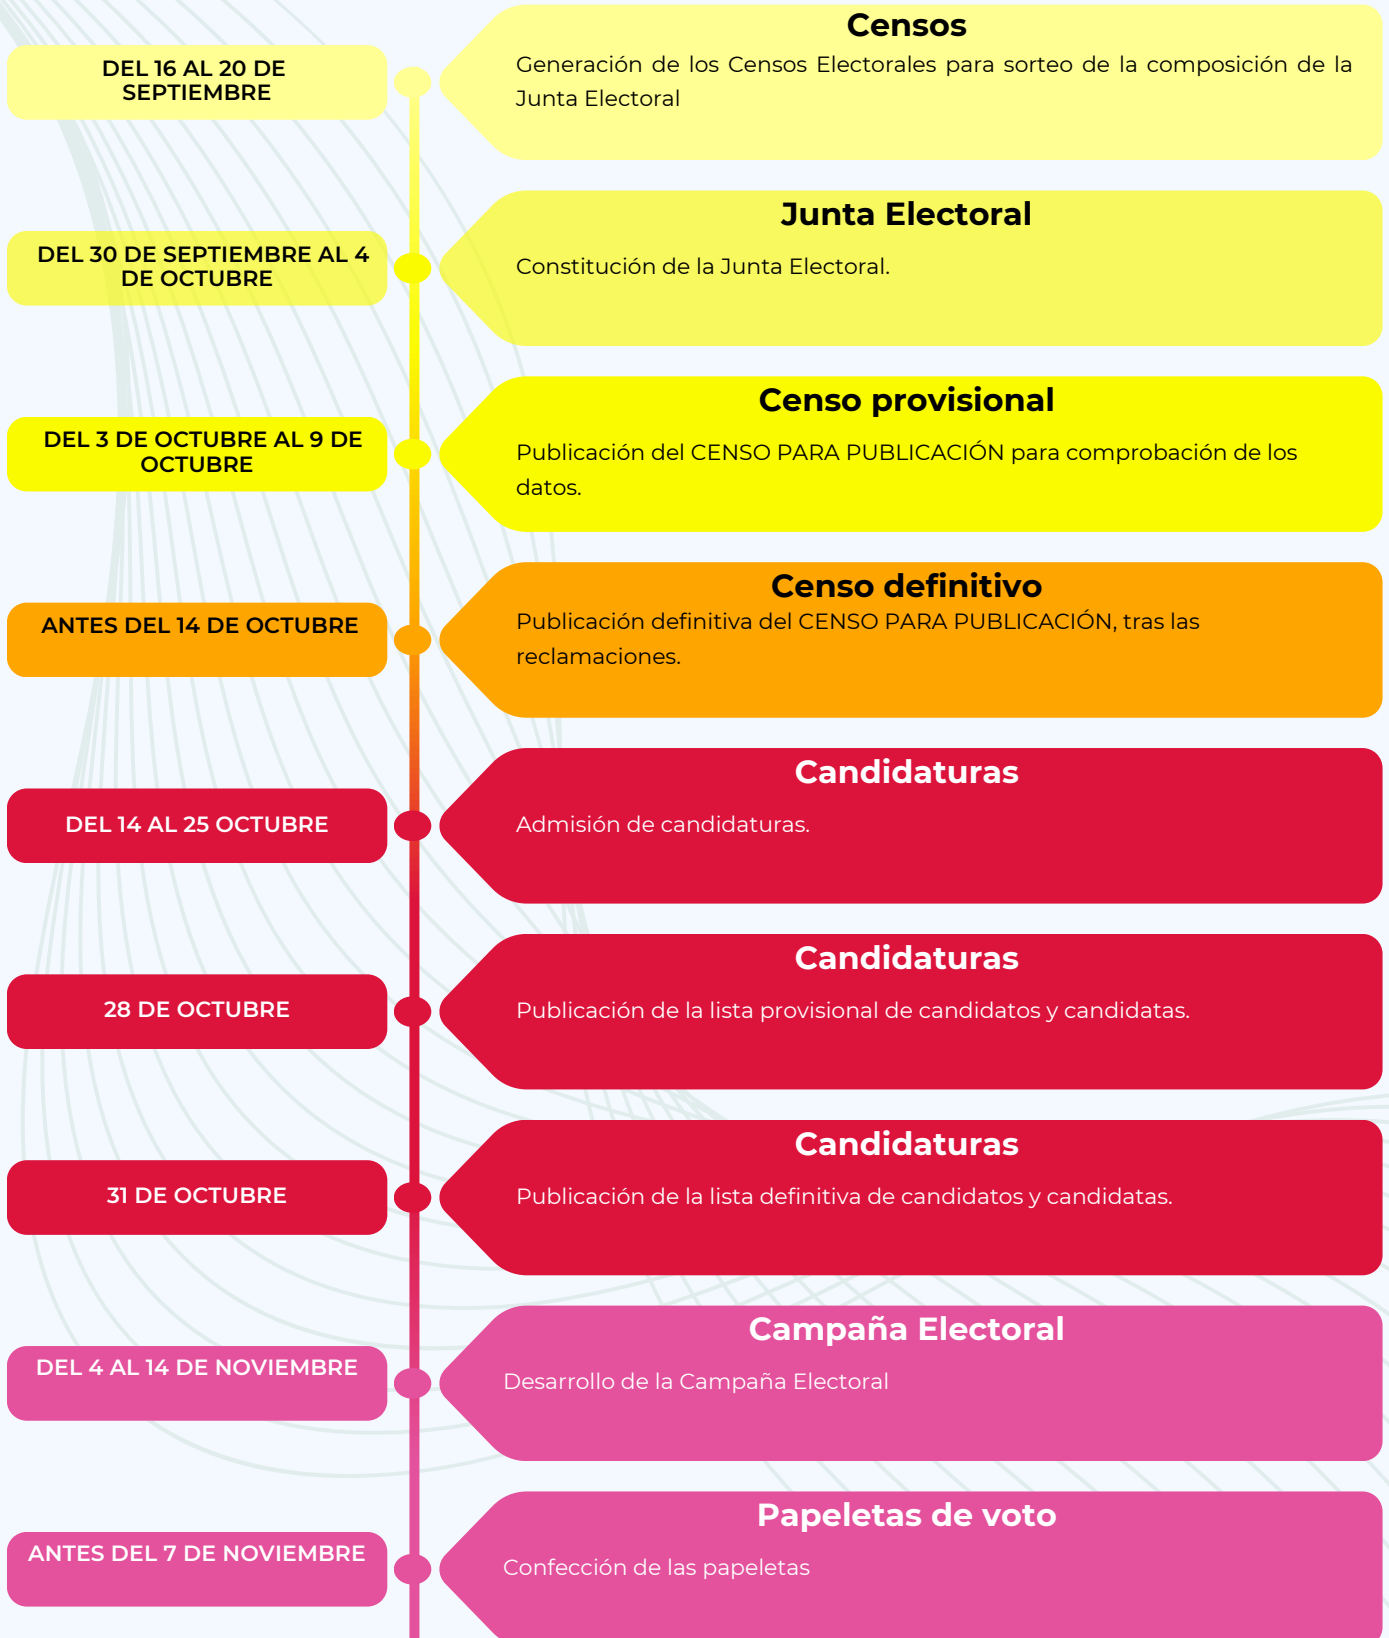 Censos
DEL 16 AL 20 DE
SEPTIEMBRE
Generación de los Censos Electorales para sorteo de la composición de la
Junta Electoral
Junta Electoral
DEL 30 DE SEPTIEMBRE AL 4
DE OCTUBRE
Constitución de la Junta Electoral.
Censo provisional
DEL 3 DE OCTUBRE AL 9 DE
OCTUBRE
Publicación del CENSO PARA PUBLICACIÓN para comprobación de los
datos.
Censo definitivo
ANTES DEL 14 DE OCTUBRE
Publicación definitiva del CENSO PARA PUBLICACIÓN, tras las
reclamaciones.
Candidaturas
DEL 14 AL 25 OCTUBRE
Admisión de candidaturas.
Candidaturas
28 DE OCTUBRE
Publicación de la lista provisional de candidatos y candidatas.
Candidaturas
31 DE OCTUBRE
Publicación de la lista definitiva de candidatos y candidatas.
Campaña Electoral
DEL 4 AL 14 DE NOVIEMBRE
Desarrollo de la Campaña Electoral
Papeletas de voto
ANTES DEL 7 DE NOVIEMBRE
Confección de las papeletas